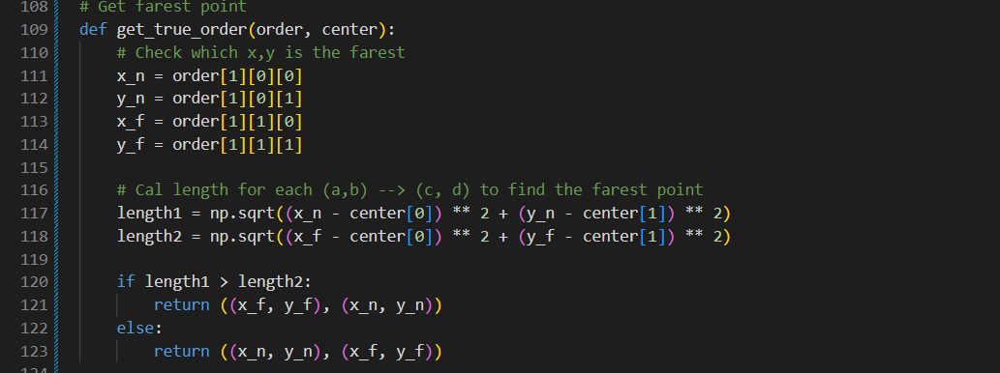 108 # Get farest point
109 def get_true_order(order, center):
110 # Check which x,y is the farest
111 x_n = order[1][0][0]
112 y_n = order[1][0][1]
113 x_f = order[1][1][0]
114 y_f = order[1][1][1]
115
116 # Cal length for each (a,b) --> (c, d) to find the farest point
117 length1 = np.sqrt((x_n - center[0]) ** 2 + (y_n - center[1]) ** 2)
118 length2 = np.sqrt((x_f - center[0]) ** 2 + (y_f - center[1]) ** 2)
119
120 if length1 > length2:
121 return ((x_f, y_f), (x_n, y_n))
122 else:
123 return ((x_n, y_n), (x_f, y_f))
124